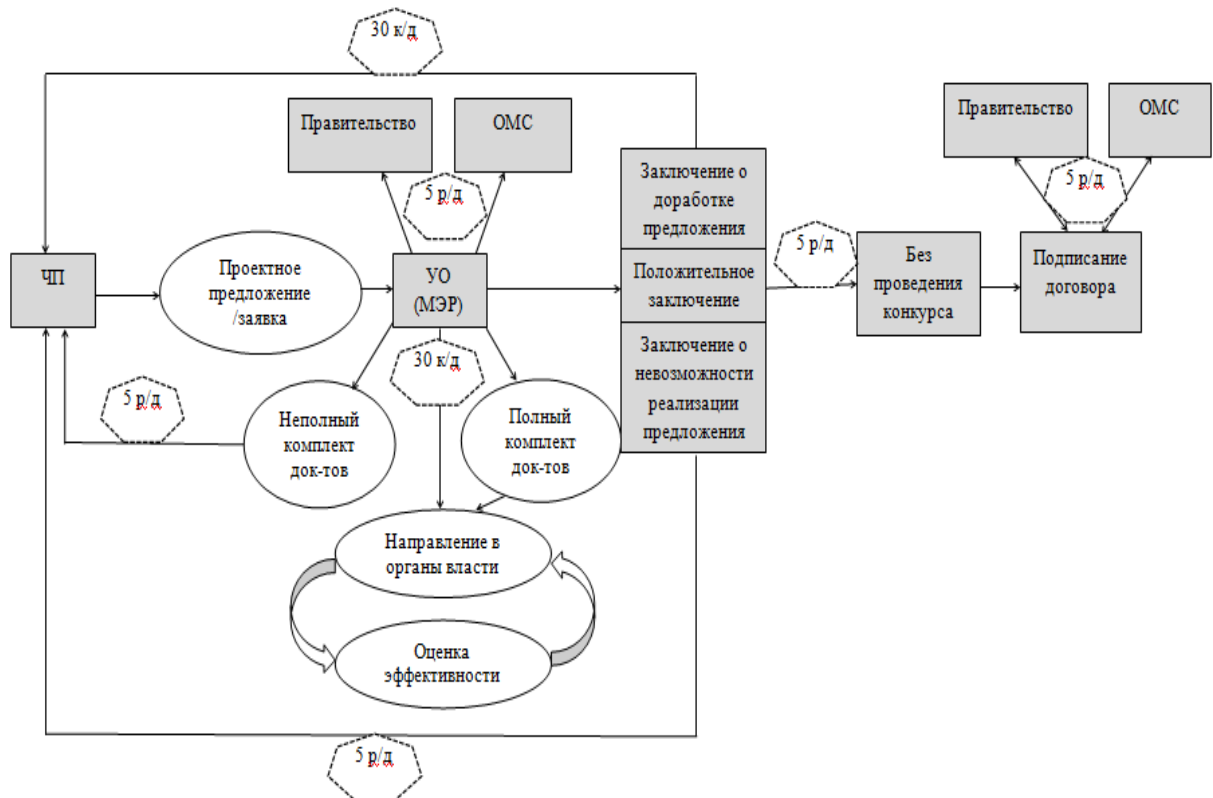 30 к/д
Правительство
ОМС
5 р/д
Правительство
ОМС
5 р/д
ЧП
Проектное
предложение
/заявка
УО
(МЭР)
Заключение о
доработке
предложения
Положительное
заключение
Заключение о
невозможности
реализации
предложения
5 р/д
Без
проведения
конкурса
Подписание
договора
30 к/д
5 р/д
Неполный
комплект
док-тов
Полный
комплект
док-тов
Направление в
органы власти
Оценка
эффективности
5 р/д